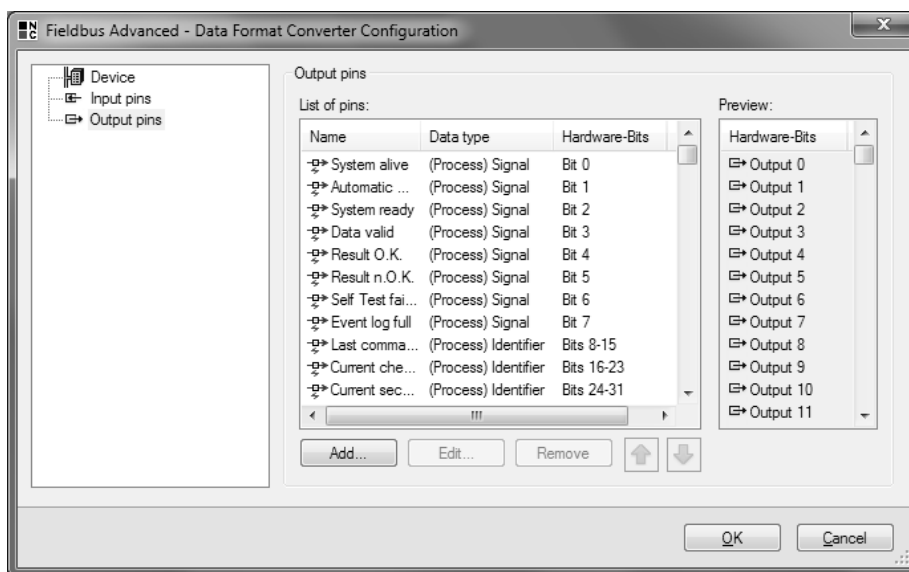 Fieldbus Advanced - Data Format Converter Configuration
Device
Input pins
Output pins
Output pins
List of pins:
Name Data type Hardware-Bits
System alive (Process) Signal Bit 0
Automatic ... (Process) Signal Bit 1
System ready (Process) Signal Bit 2
Data valid (Process) Signal Bit 3
Result O.K. (Process) Signal Bit 4
Result n.O.K. (Process) Signal Bit 5
Self Test fai... (Process) Signal Bit 6
Event log full (Process) Signal Bit 7
Last comma... (Process) Identifier Bits 8-15
Current che... (Process) Identifier Bits 16-23
Current sec... (Process) Identifier Bits 24-31
Add...
Edit...
Remove
Preview:
Hardware-Bits
Output 0
Output 1
Output 2
Output 3
Output 4
Output 5
Output 6
Output 7
Output 8
Output 9
Output 10
Output 11
OK
Cancel